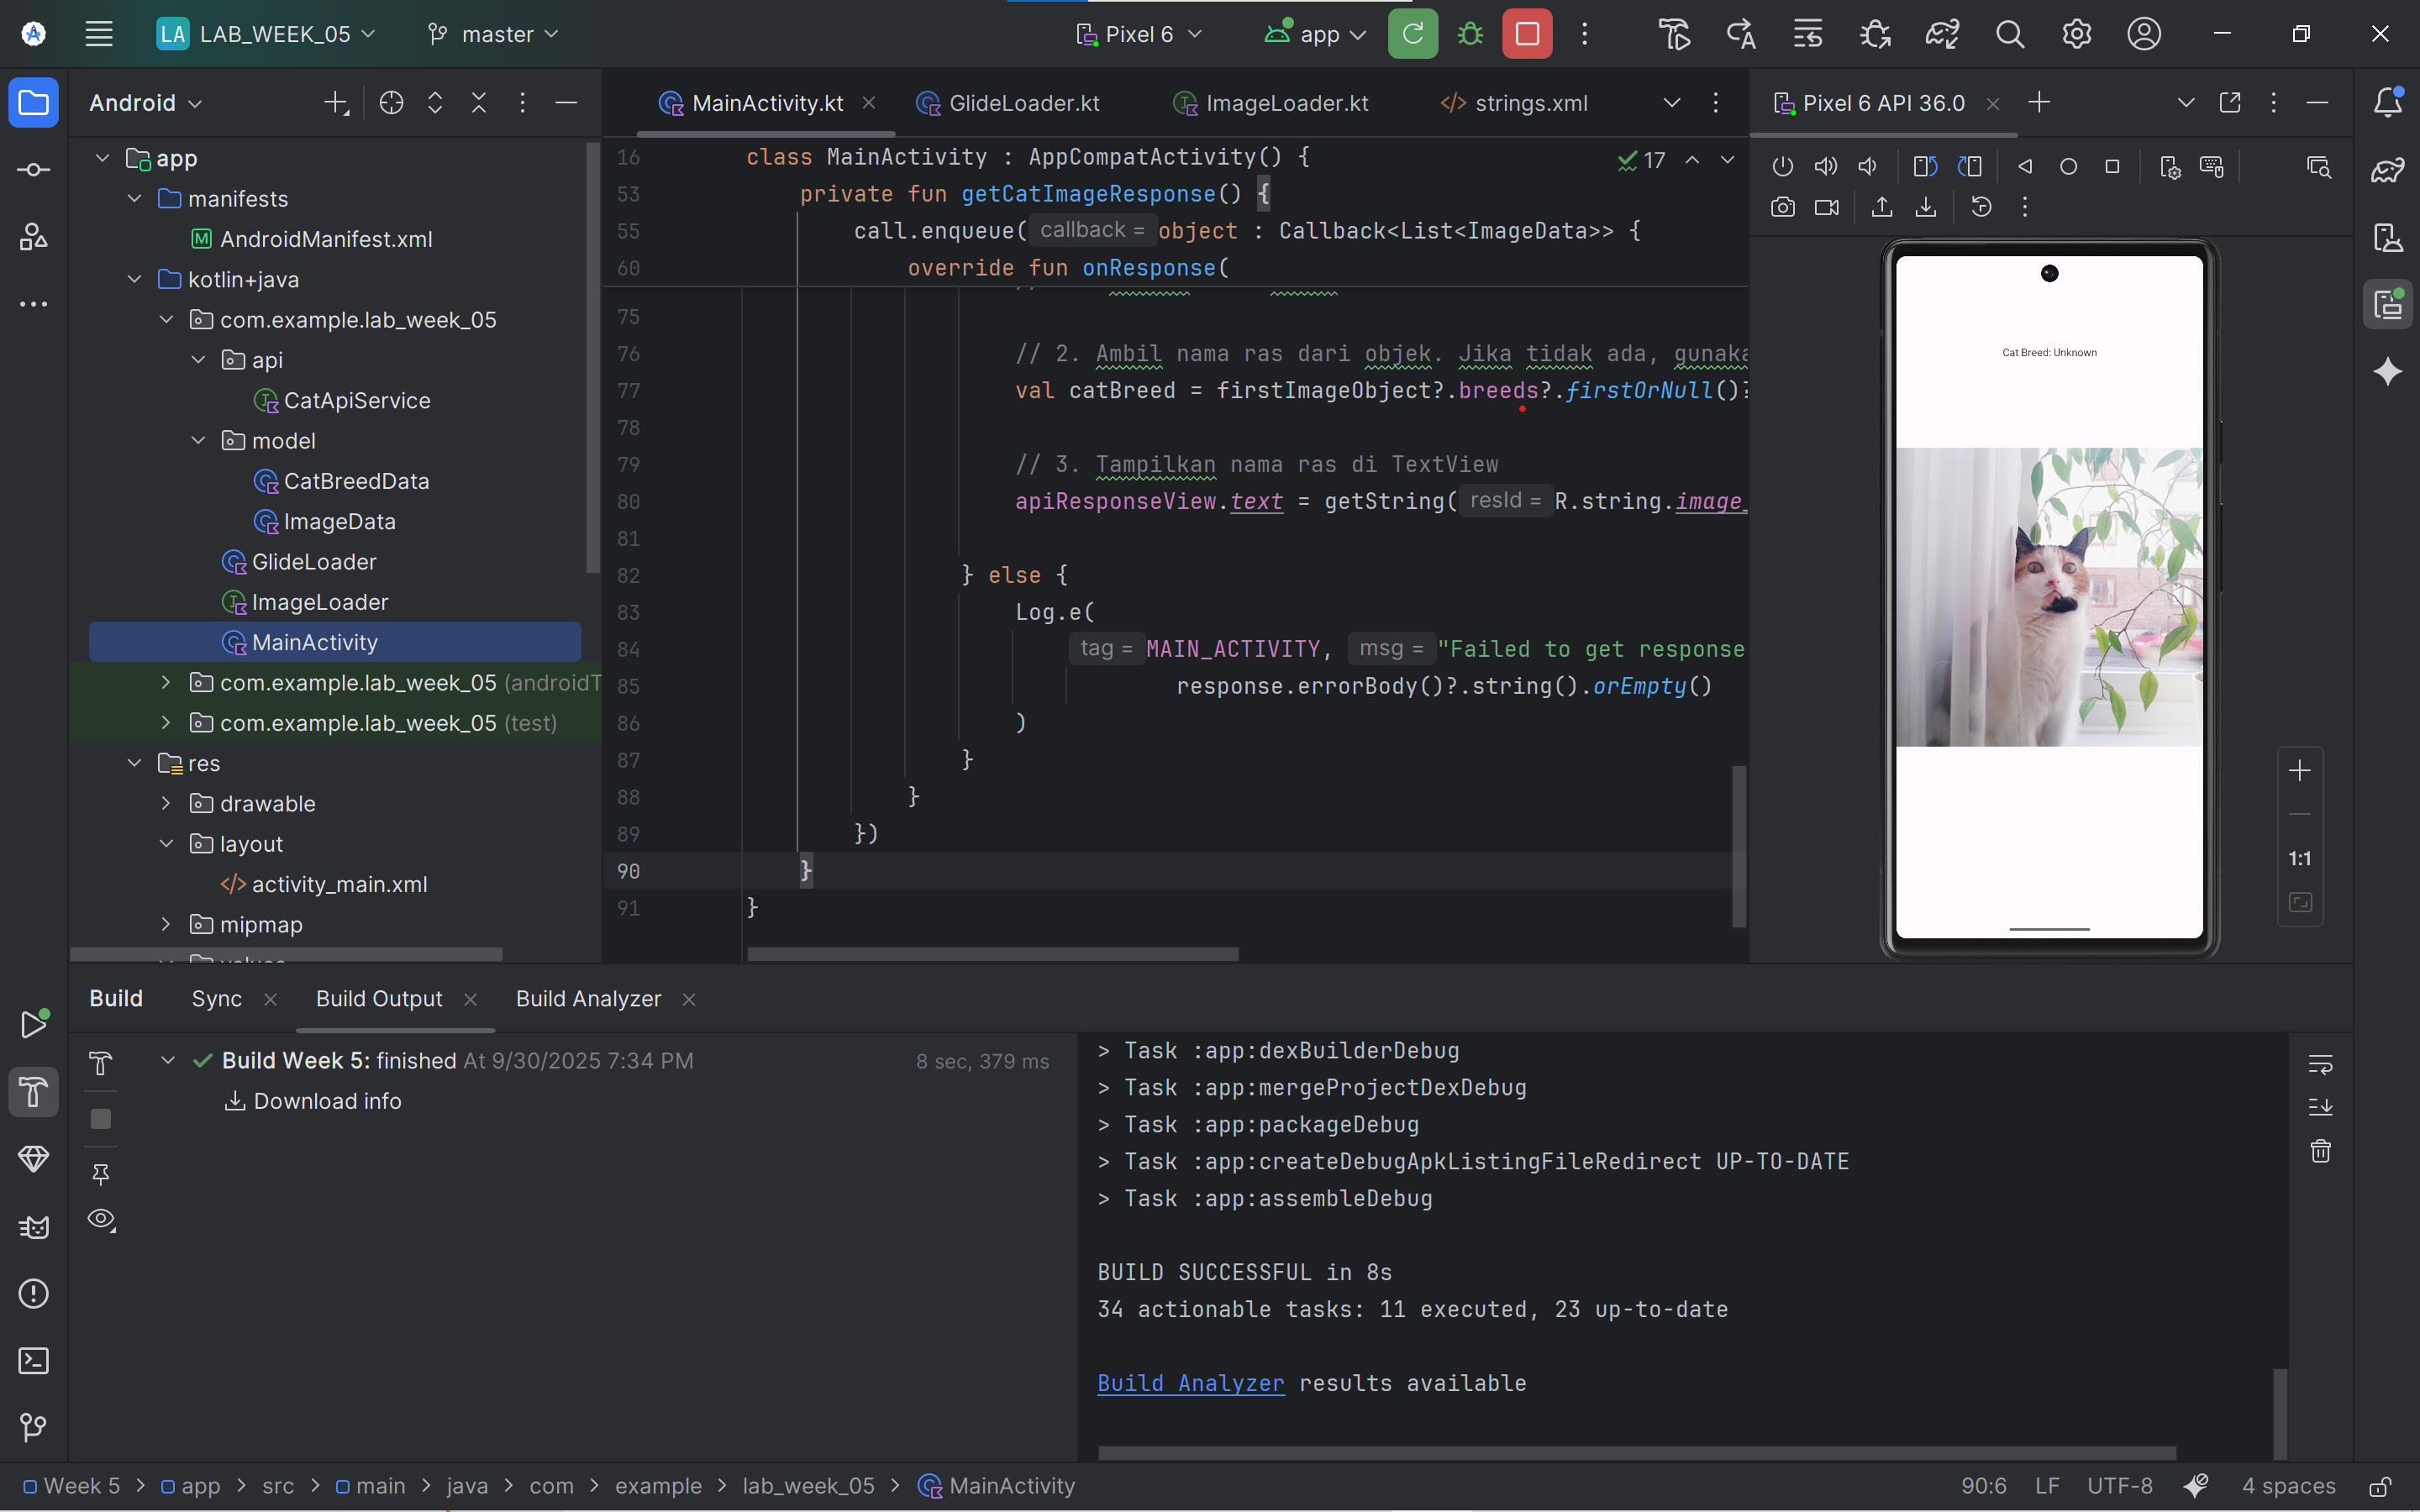 LA LAB_WEEK_05 master Pixel 6 app
Android
MainActivity.kt GlideLoader.kt ImageLoader.kt strings.xml
Pixel 6 API 36.0
app
manifests
AndroidManifest.xml
kotlin+java
com.example.lab_week_05
api
CatApiService
model
CatBreedData
ImageData
GlideLoader
ImageLoader
MainActivity
com.example.lab_week_05 (androidT
com.example.lab_week_05 (test)
res
drawable
layout
activity_main.xml
mipmap
17
16 class MainActivity : AppCompatActivity() {
53 private fun getCatImageResponse() {
55 call.enqueue( callback = object : Callback<List<ImageData>> {
60 override fun onResponse(
75
76 // 2. Ambil nama ras dari objek. Jika tidak ada, gunaka
77 val catBreed = firstImageObject?.breeds?.firstOrNull()?
78
79 // 3. Tampilkan nama ras di TextView
80 apiResponseView.text = getString( resId = R.string.image_
81
82 } else {
83 Log.e(
84 tag = MAIN_ACTIVITY, msg = "Failed to get response
85 response.errorBody()?.string().orEmpty()
86 )
87 }
88 }
89 })
90 }
91 }
Cat Breed: Unknown
1:1
Build Sync Build Output Build Analyzer
Build Week 5: finished At 9/30/2025 7:34 PM 8 sec, 379 ms
Download info
> Task :app:dexBuilderDebug
> Task :app:mergeProjectDexDebug
> Task :app:packageDebug
> Task :app:createDebugApkListingFileRedirect UP-TO-DATE
> Task :app:assembleDebug
BUILD SUCCESSFUL in 8s
34 actionable tasks: 11 executed, 23 up-to-date
Build Analyzer results available
Week 5 > app > src > main > java > com > example > lab_week_05 > MainActivity
90:6 LF UTF-8 4 spaces